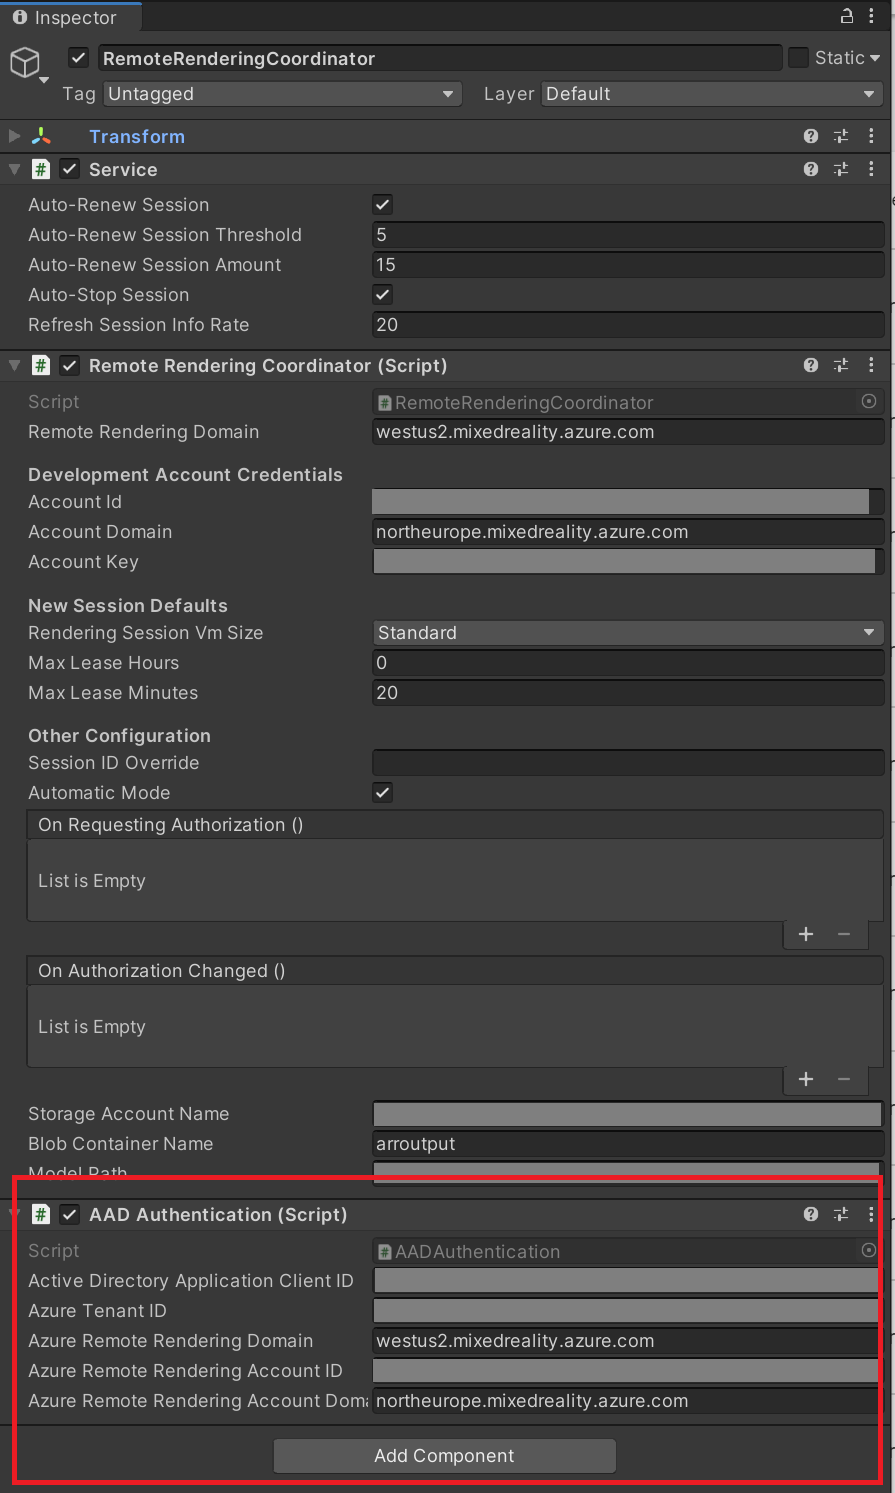 Inspector
RemoteRenderingCoordinator Static
Tag Untagged Layer Default
Transform
# Service
Auto-Renew Session
Auto-Renew Session Threshold 5
Auto-Renew Session Amount 15
Auto-Stop Session
Refresh Session Info Rate 20
# Remote Rendering Coordinator (Script)
Script # RemoteRenderingCoordinator
Remote Rendering Domain westus2.mixedreality.azure.com
Development Account Credentials
Account Id
Account Domain northeurope.mixedreality.azure.com
Account Key
New Session Defaults
Rendering Session Vm Size Standard
Max Lease Hours 0
Max Lease Minutes 20
Other Configuration
Session ID Override
Automatic Mode
On Requesting Authorization ()
List is Empty
+ −
On Authorization Changed ()
List is Empty
+ −
Storage Account Name
Blob Container Name arroutput
Model Path
# AAD Authentication (Script)
Script # AADAuthentication
Active Directory Application Client ID
Azure Tenant ID
Azure Remote Rendering Domain westus2.mixedreality.azure.com
Azure Remote Rendering Account ID
Azure Remote Rendering Account Doma northeurope.mixedreality.azure.com
Add Component